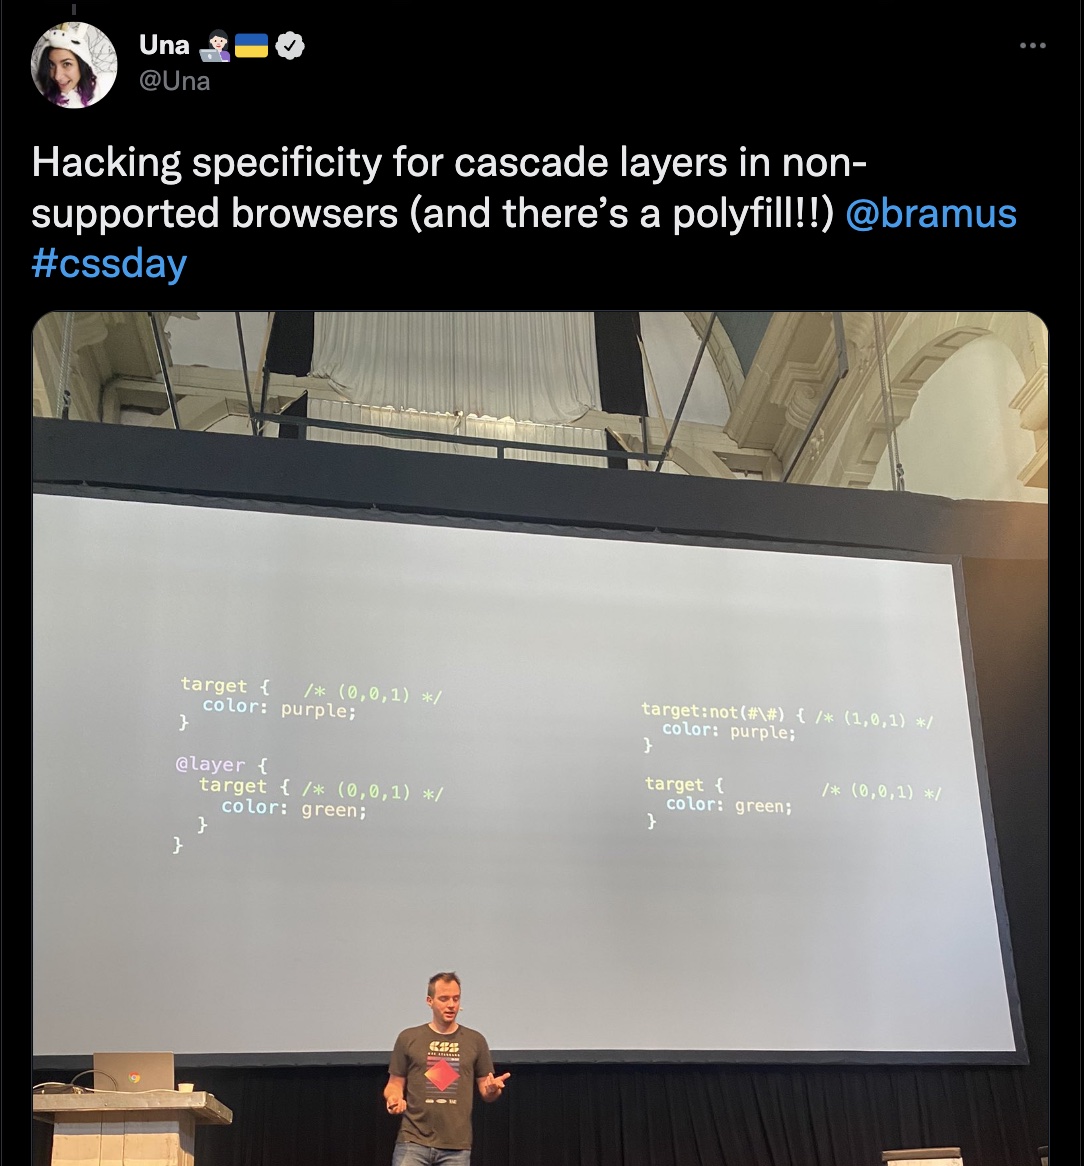 Una
@Una
Hacking specificity for cascade layers in non-
supported browsers (and there’s a polyfill!!) @bramus
#cssday
target { /* (0,0,1) */
color: purple;
}
@layer {
target { /* (0,0,1) */
color: green;
}
}
target:not(#\#) { /* (1,0,1) */
color: purple;
}
target { /* (0,0,1) */
color: green;
}
CSS